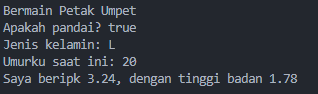 Bermain Petak Umpet
Apakah pandai? true
Jenis kelamin: L
Umurku saat ini: 20
Saya beripk 3.24, dengan tinggi badan 1.78